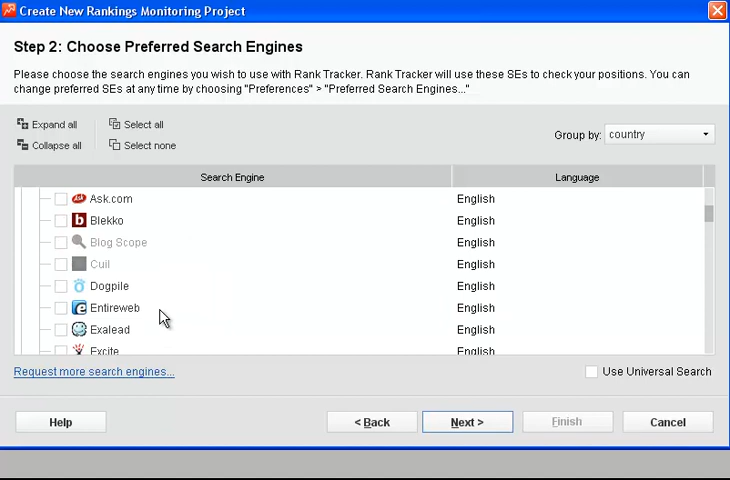 Create New Rankings Monitoring Project
Step 2: Choose Preferred Search Engines
Please choose the search engines you wish to use with Rank Tracker. Rank Tracker will use these SEs to check your positions. You can
change preferred SEs at any time by choosing "Preferences" > "Preferred Search Engines..."
Expand all
Select all
Collapse all
Select none
Group by: country
Search Engine Language
Ask.com English
Blekko English
Blog Scope English
Cuil English
Dogpile English
Entireweb English
Exalead English
Excite English
Request more search engines...
Use Universal Search
Help < Back Next > Finish Cancel